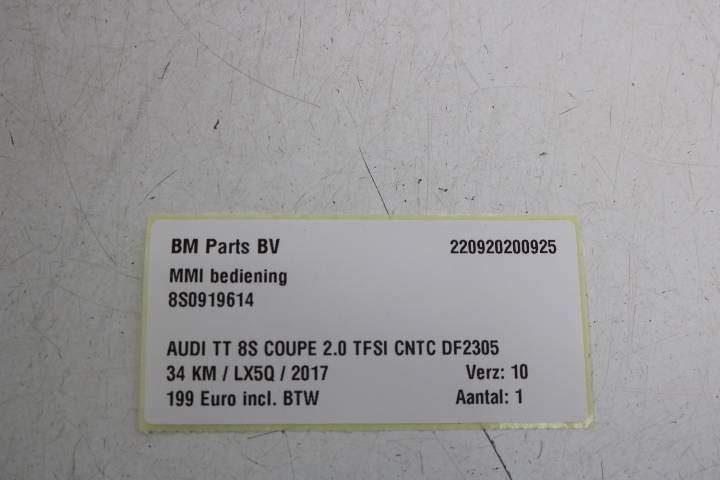 BM Parts BV 220920200925
MMI bediening
8S0919614
AUDI TT 8S COUPE 2.0 TFSI CNTC DF2305
34 KM / LX5Q / 2017 Verz: 10
199 Euro incl. BTW Aantal: 1